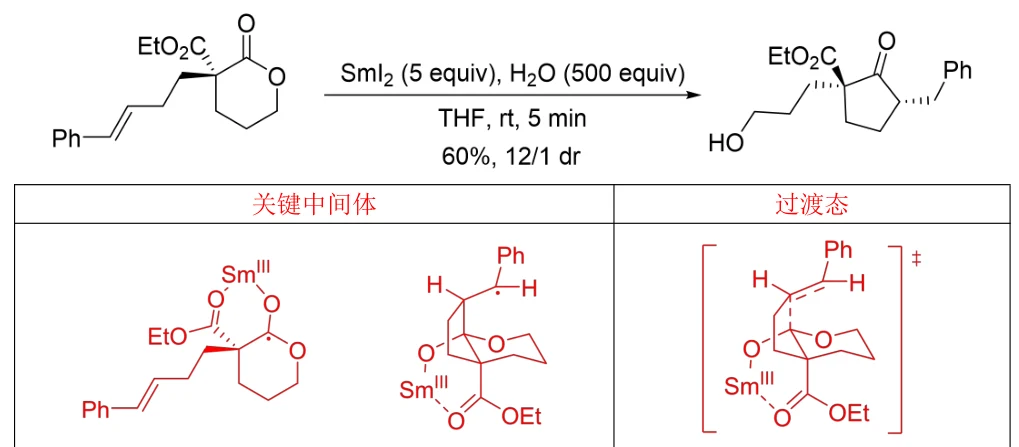 EtO₂C
O
O
Ph
SmI₂ (5 equiv), H₂O (500 equiv)
THF, rt, 5 min
60%, 12/1 dr
EtO₂C
O
Ph
HO
关键中间体
过渡态
Smᴵᴵᴵ
O
O
EtO
O
Ph
Ph
H
H
O
O
Smᴵᴵᴵ
O
OEt
Ph
H
H
O
O
Smᴵᴵᴵ
O
OEt
‡